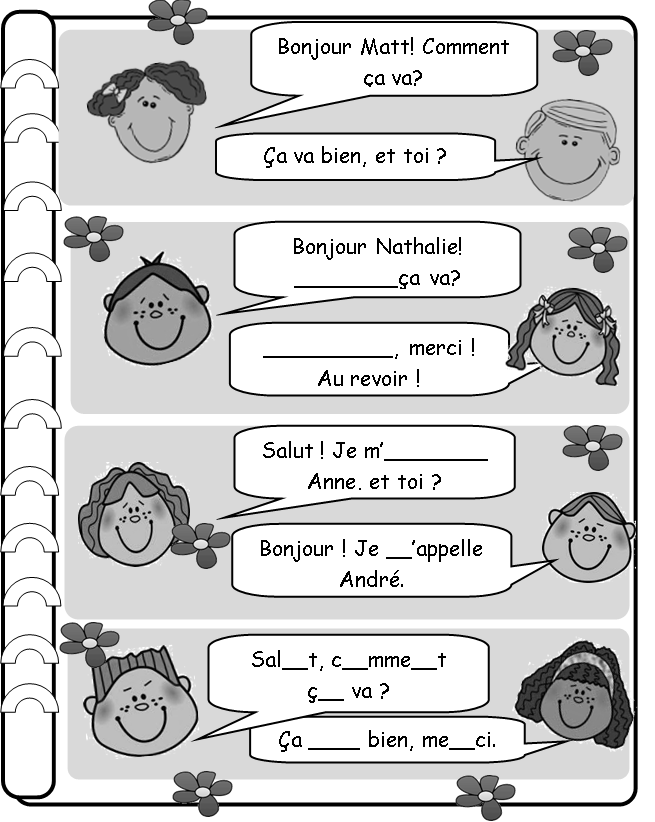 Bonjour Matt! Comment
ça va?
Ça va bien, et toi ?
Bonjour Nathalie!
________ça va?
__________, merci !
Au revoir !
Salut ! Je m'________
Anne. et toi ?
Bonjour ! Je __'appelle
André.
Sal__t, c__mme__t
ç__ va ?
Ça ____ bien, me__ci.